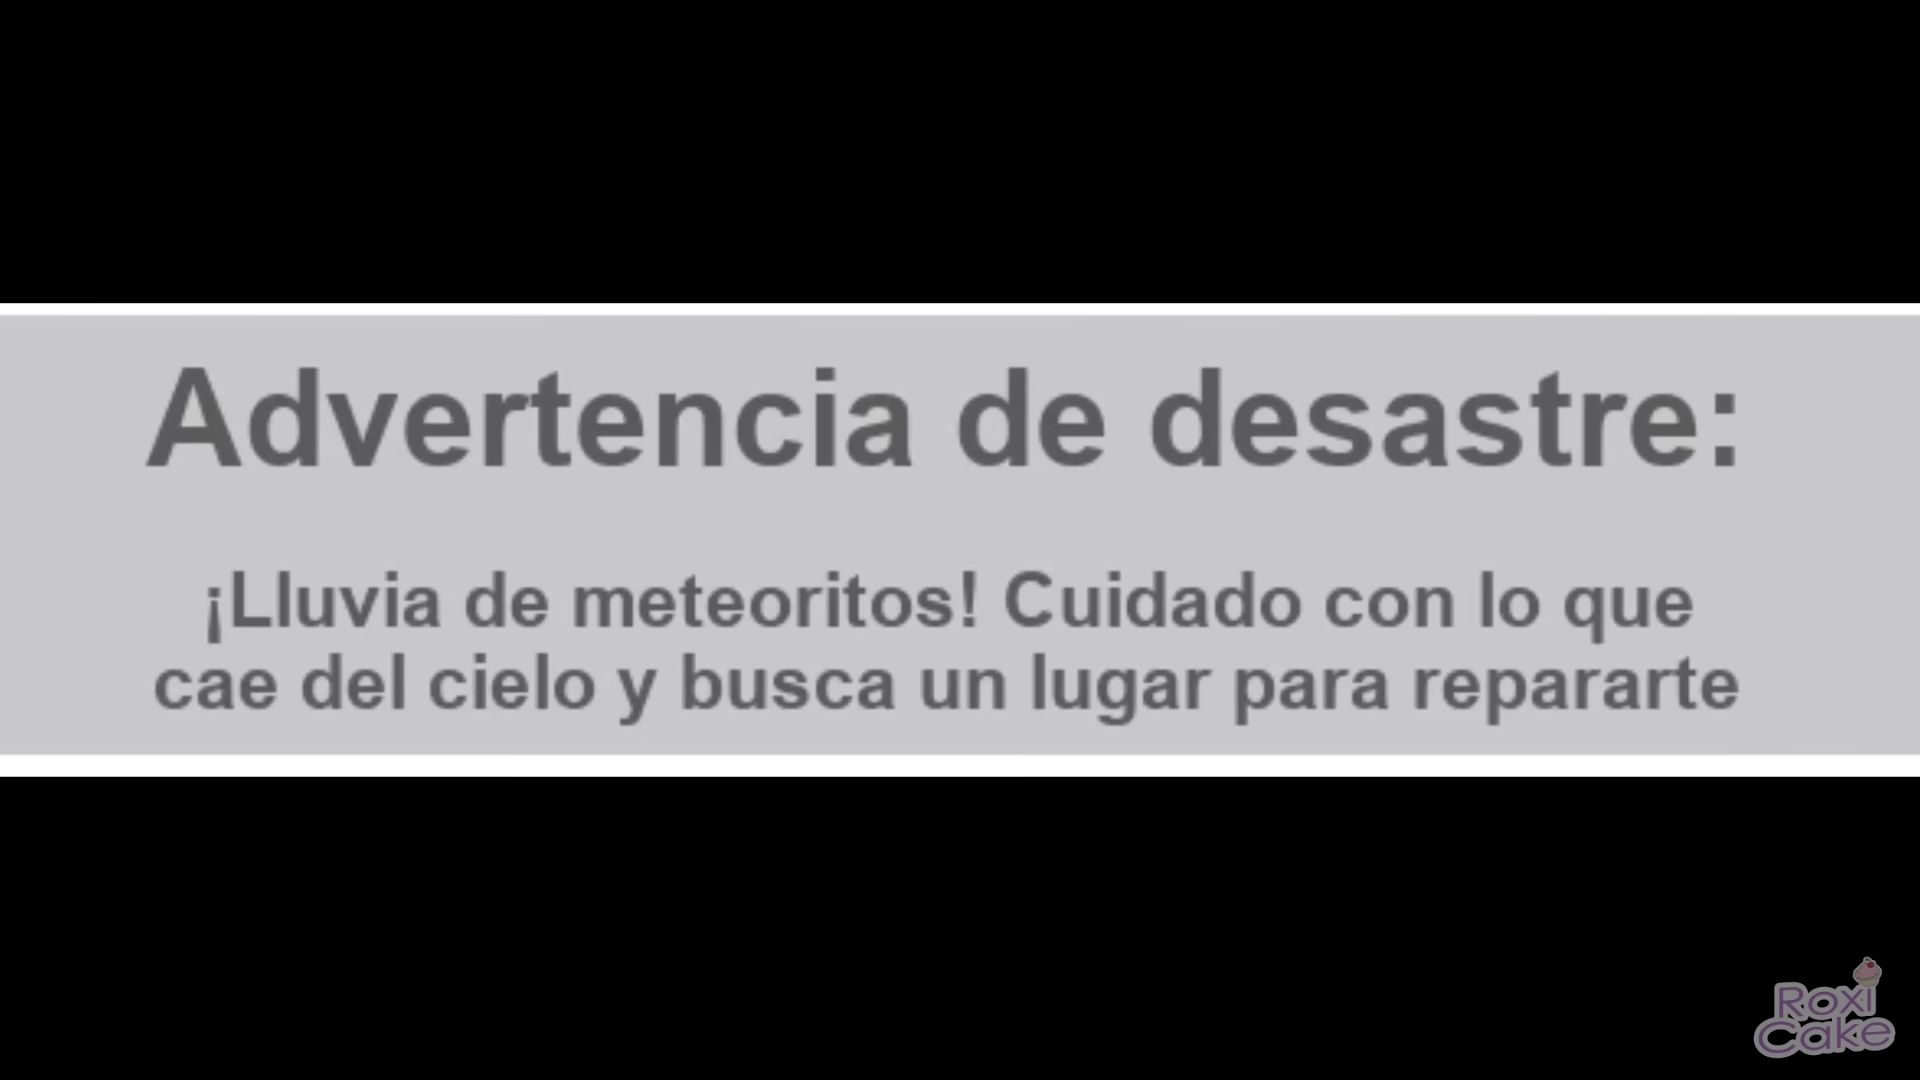 Advertencia de desastre:
¡Lluvia de meteoritos! Cuidado con lo que
cae del cielo y busca un lugar para repararte
Roxi
Cake